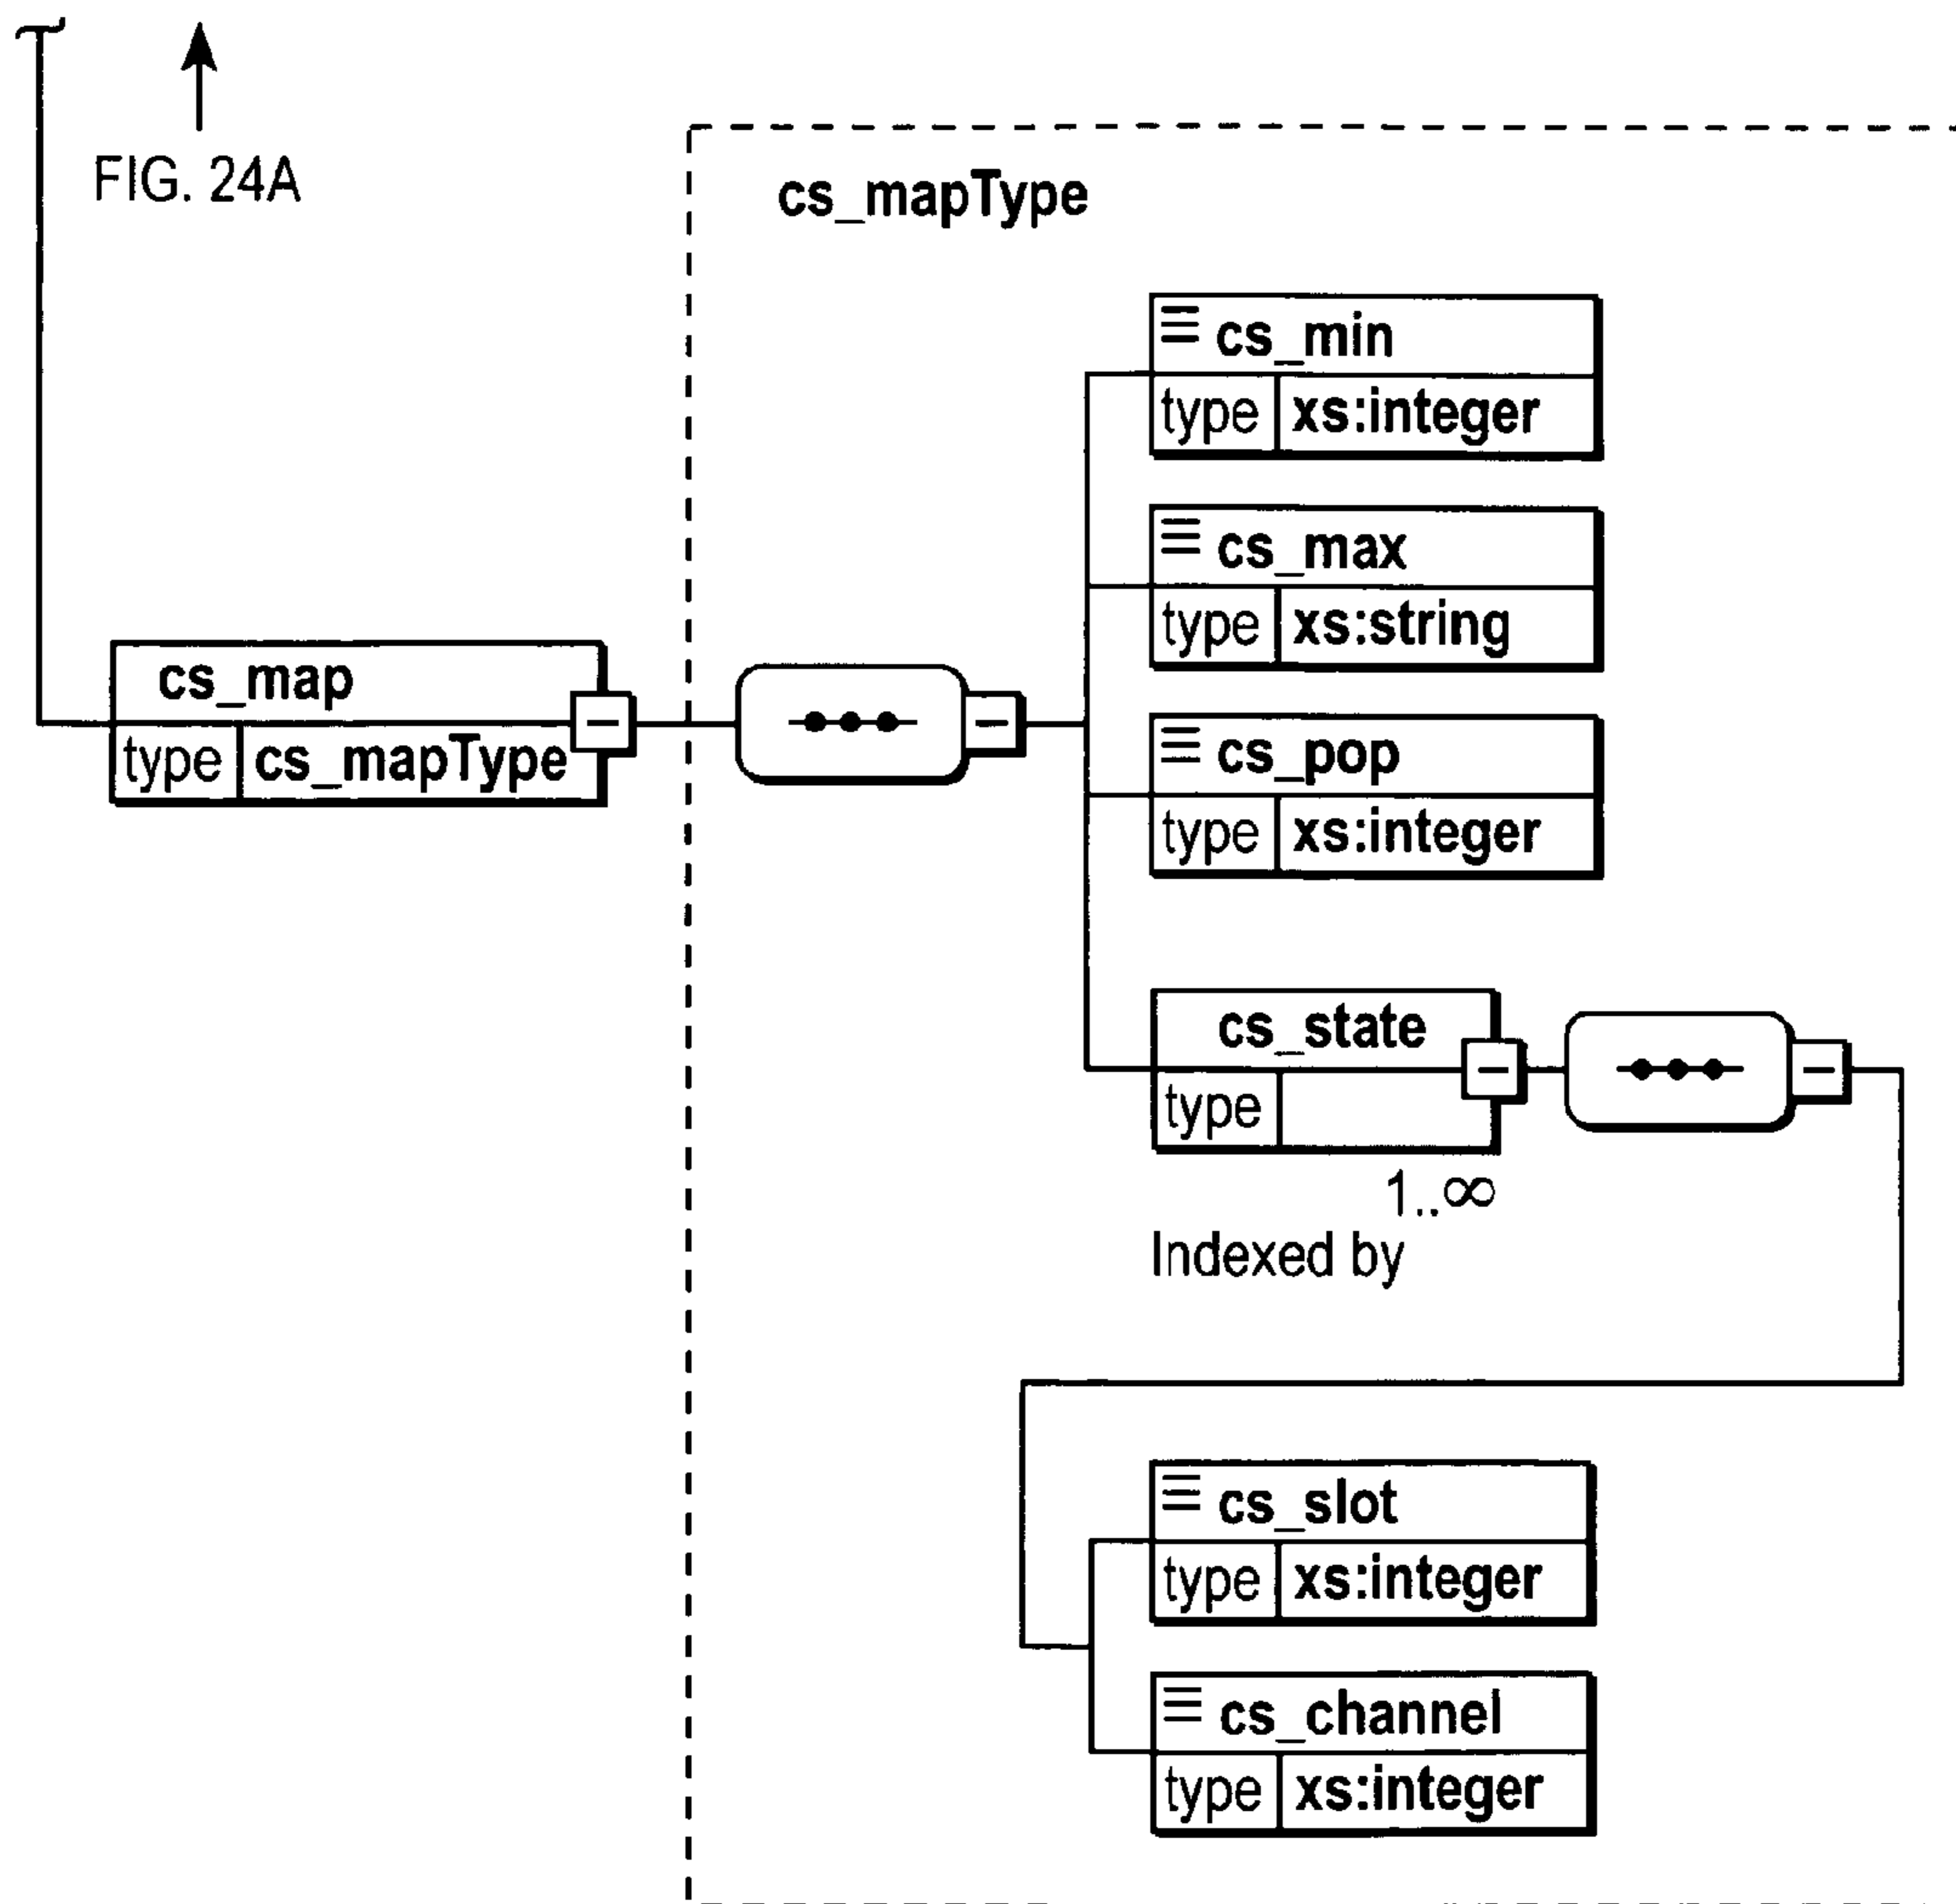 FIG. 24A
cs_mapType
cs_min
type xs:integer
cs_max
type xs:string
cs_map
type cs_mapType
cs_pop
type xs:integer
cs_state
type
1..∞
Indexed by
cs_slot
type xs:integer
cs_channel
type xs:integer